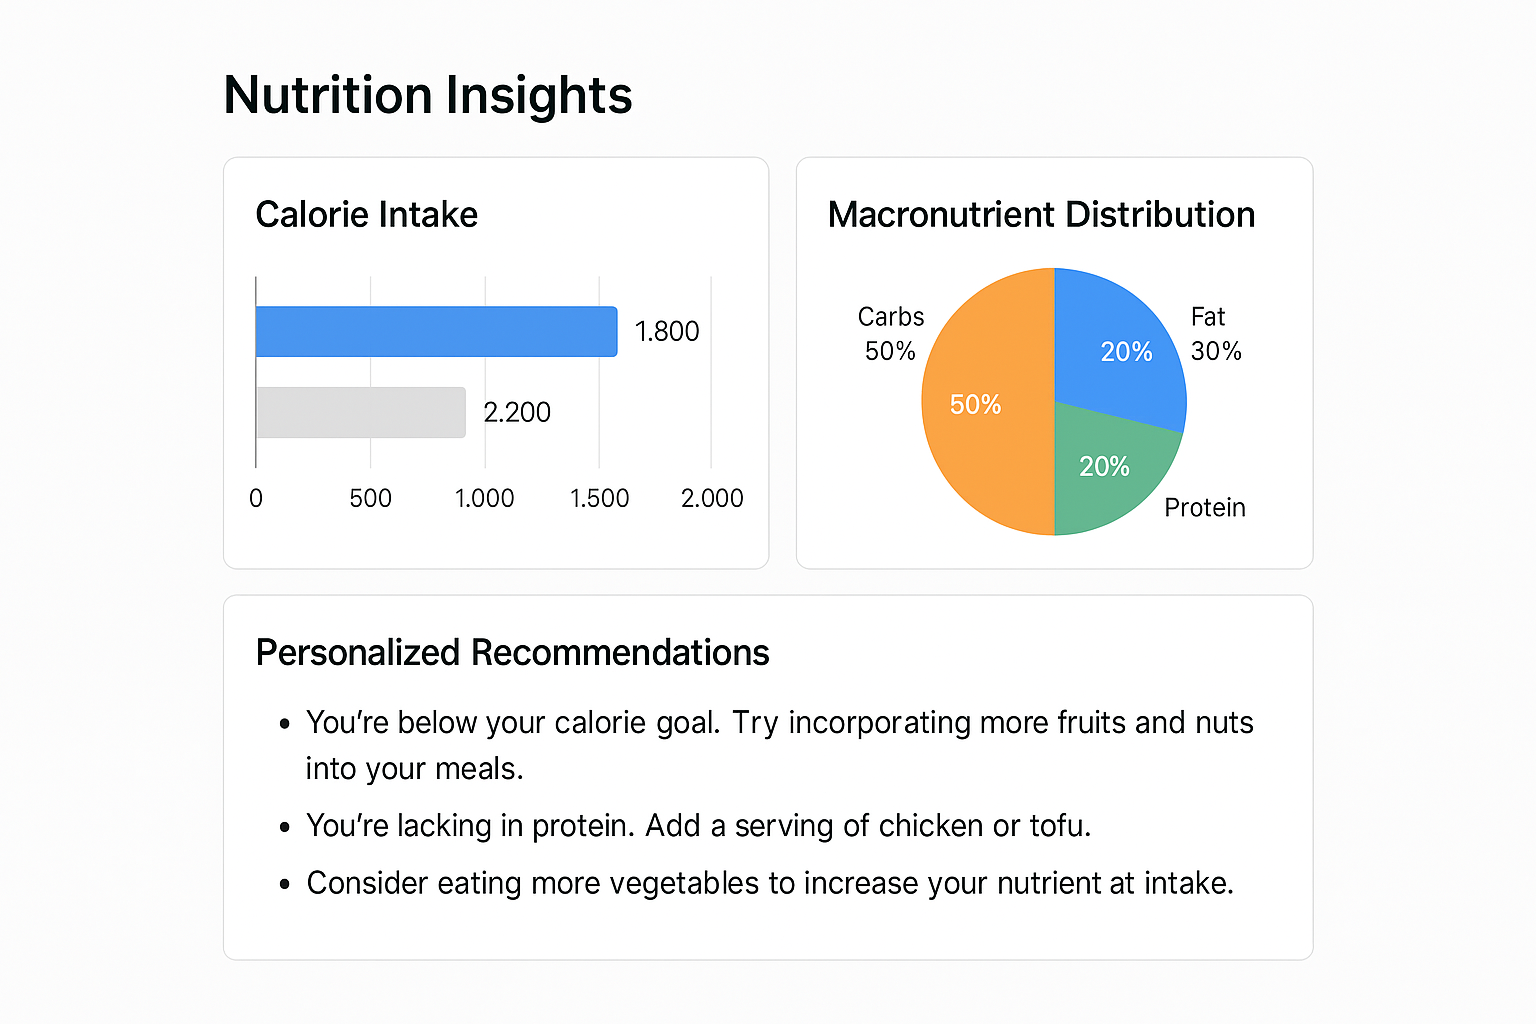 Nutrition Insights
Calorie Intake
1.800
2.200
0 500 1.000 1.500 2.000
Macronutrient Distribution
Carbs
50%
50%
20%
Fat
30%
20%
Protein
Personalized Recommendations
• You’re below your calorie goal. Try incorporating more fruits and nuts
into your meals.
• You’re lacking in protein. Add a serving of chicken or tofu.
• Consider eating more vegetables to increase your nutrient at intake.